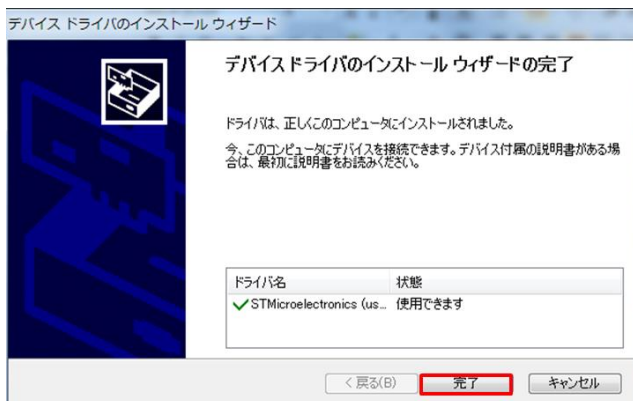 デバイス ドライバのインストール ウィザード
デバイス ドライバのインストール ウィザードの完了
ドライバは、正しくこのコンピュータにインストールされました。
今、このコンピュータにデバイスを接続できます。デバイス付属の説明書がある場
合は、最初に説明書をお読みください。
ドライバ名 状態
STMicroelectronics (us... 使用できます
< 戻る(B) 完了 キャンセル